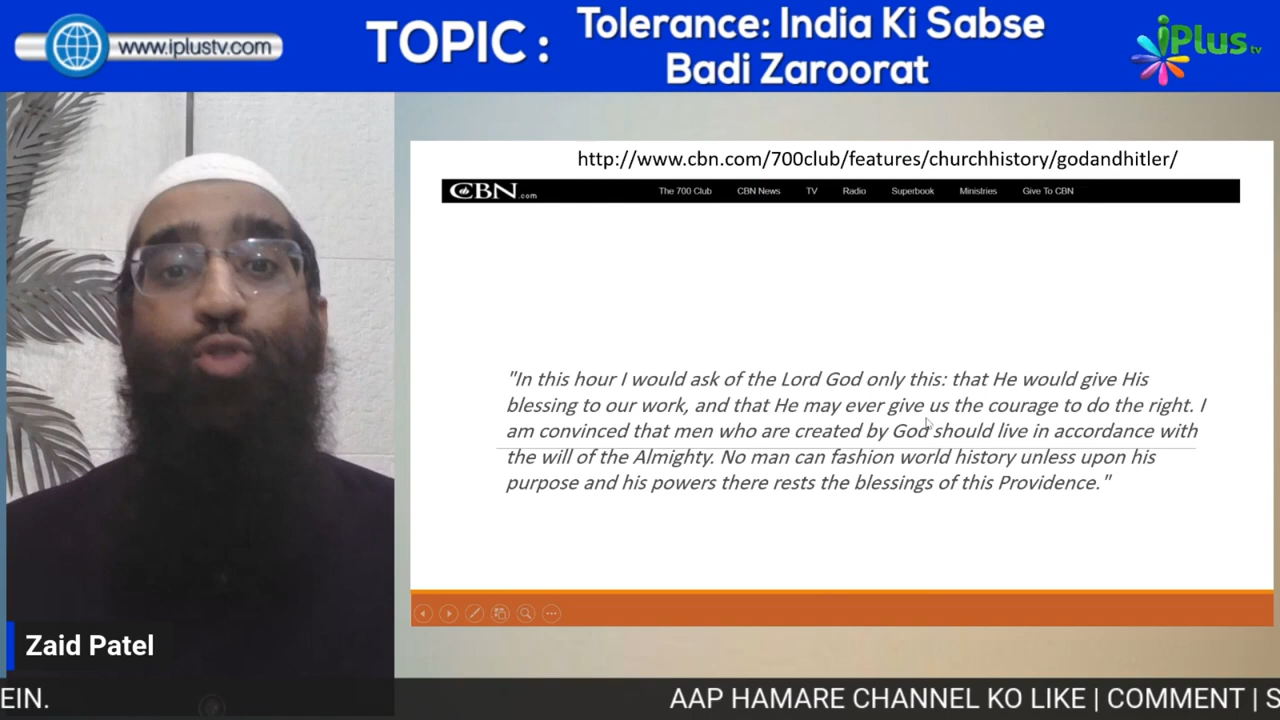 www.iplustv.com
TOPIC :
Tolerance: India Ki Sabse
Badi Zaroorat
iPlus tv
http://www.cbn.com/700club/features/churchhistory/godandhitler/
CBN.com
The 700 Club
CBN News
TV
Radio
Superbook
Ministries
Give To CBN
"In this hour I would ask of the Lord God only this: that He would give His
blessing to our work, and that He may ever give us the courage to do the right. I
am convinced that men who are created by God should live in accordance with
the will of the Almighty. No man can fashion world history unless upon his
purpose and his powers there rests the blessings of this Providence."
Zaid Patel
EIN.
AAP HAMARE CHANNEL KO LIKE | COMMENT | S